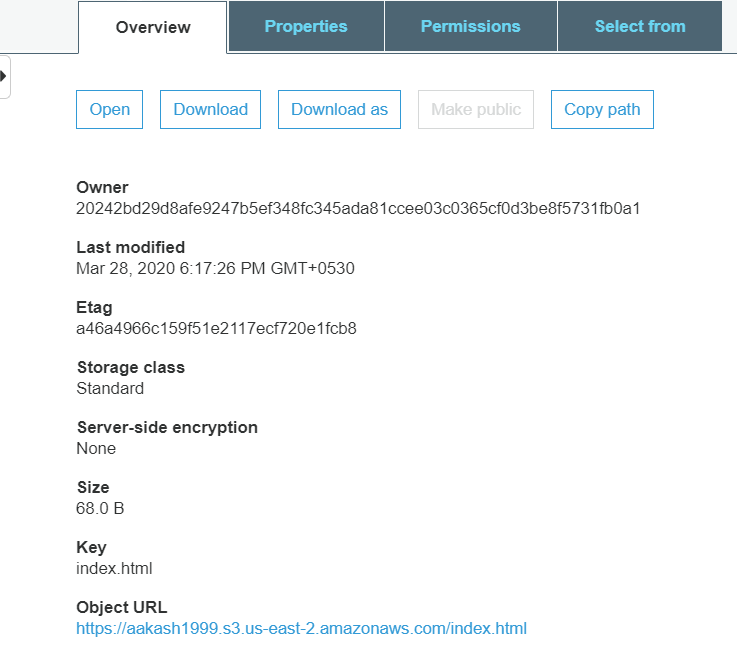 Overview Properties Permissions Select from
Open Download Download as Make public Copy path
Owner
20242bd29d8afe9247b5ef348fc345ada81ccee03c0365cf0d3be8f5731fb0a1
Last modified
Mar 28, 2020 6:17:26 PM GMT+0530
Etag
a46a4966c159f51e2117ecf720e1fcb8
Storage class
Standard
Server-side encryption
None
Size
68.0 B
Key
index.html
Object URL
https://aakash1999.s3.us-east-2.amazonaws.com/index.html